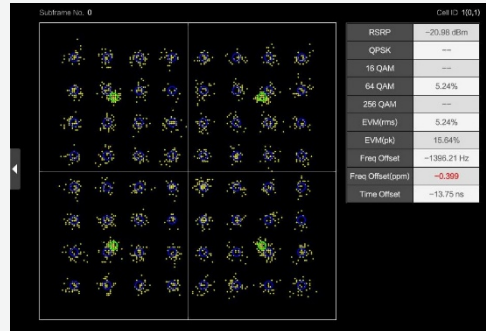 Subframe No. 0
Cell ID 1(0,1)
RSRP −20.98 dBm
QPSK ---
16 QAM ---
64 QAM 5.24%
256 QAM ---
EVM(rms) 5.24%
EVM(pk) 15.64%
Freq Offset −1396.21 Hz
Freq Offset(ppm) −0.399
Time Offset −13.75 ns